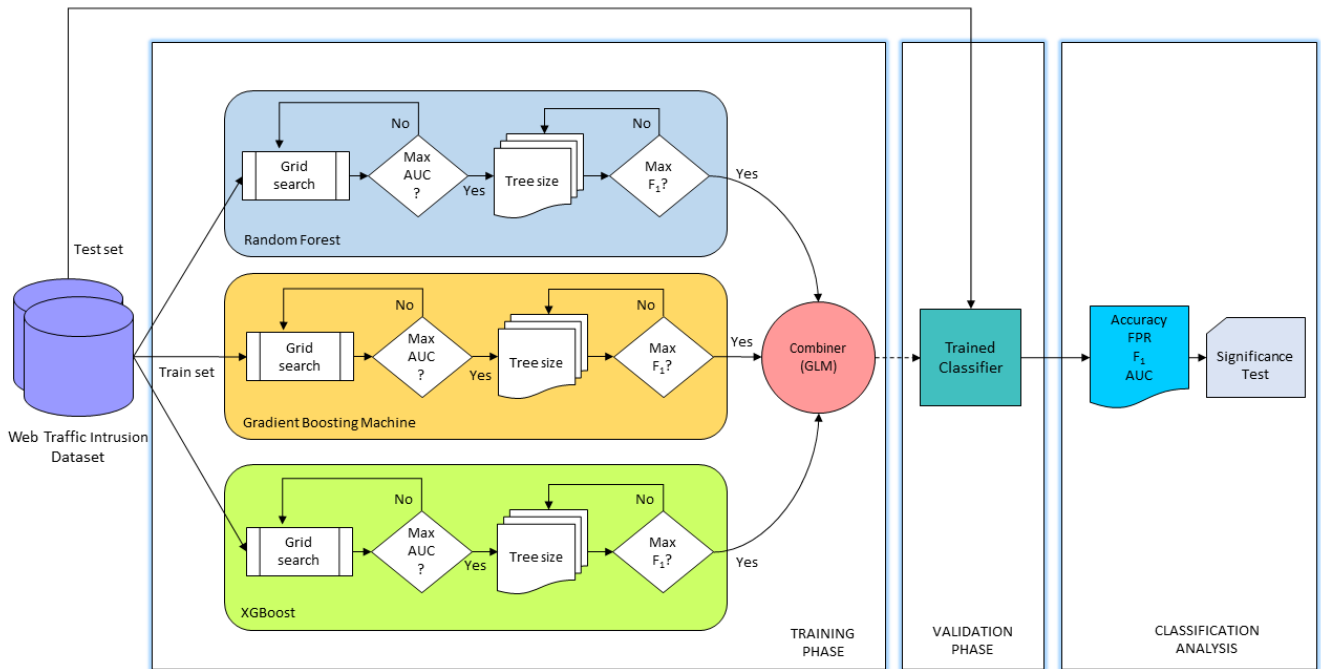 Test set
Web Traffic Intrusion
Dataset
Train set
No
No
Grid
search
Max
AUC
?
Yes
Tree size
Max
F₁?
Yes
Random Forest
No
No
Grid
search
Max
AUC
?
Yes
Tree size
Max
F₁?
Yes
Gradient Boosting Machine
No
No
Grid
search
Max
AUC
?
Yes
Tree size
Max
F₁?
Yes
XGBoost
Combiner
(GLM)
TRAINING
PHASE
Trained
Classifier
VALIDATION
PHASE
Accuracy
FPR
F₁
AUC
Significance
Test
CLASSIFICATION
ANALYSIS